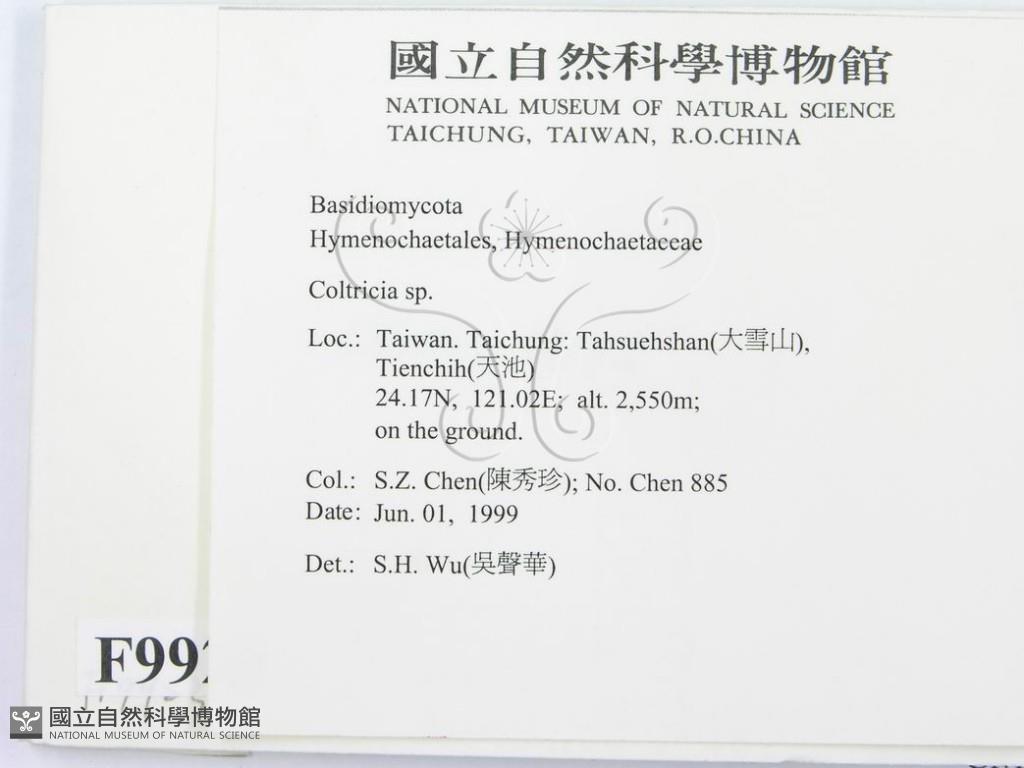 國立自然科學博物館
NATIONAL MUSEUM OF NATURAL SCIENCE
TAICHUNG, TAIWAN, R.O.CHINA
Basidiomycota
Hymenochaetales, Hymenochaetaceae
Coltricia sp.
Loc.: Taiwan. Taichung: Tahsuehshan(大雪山),
Tienchih(天池)
24.17N, 121.02E; alt. 2,550m;
on the ground.
Col.: S.Z. Chen(陳秀珍); No. Chen 885
Date: Jun. 01, 1999
Det.: S.H. Wu(吳聲華)
F99
國立自然科學博物館
NATIONAL MUSEUM OF NATURAL SCIENCE